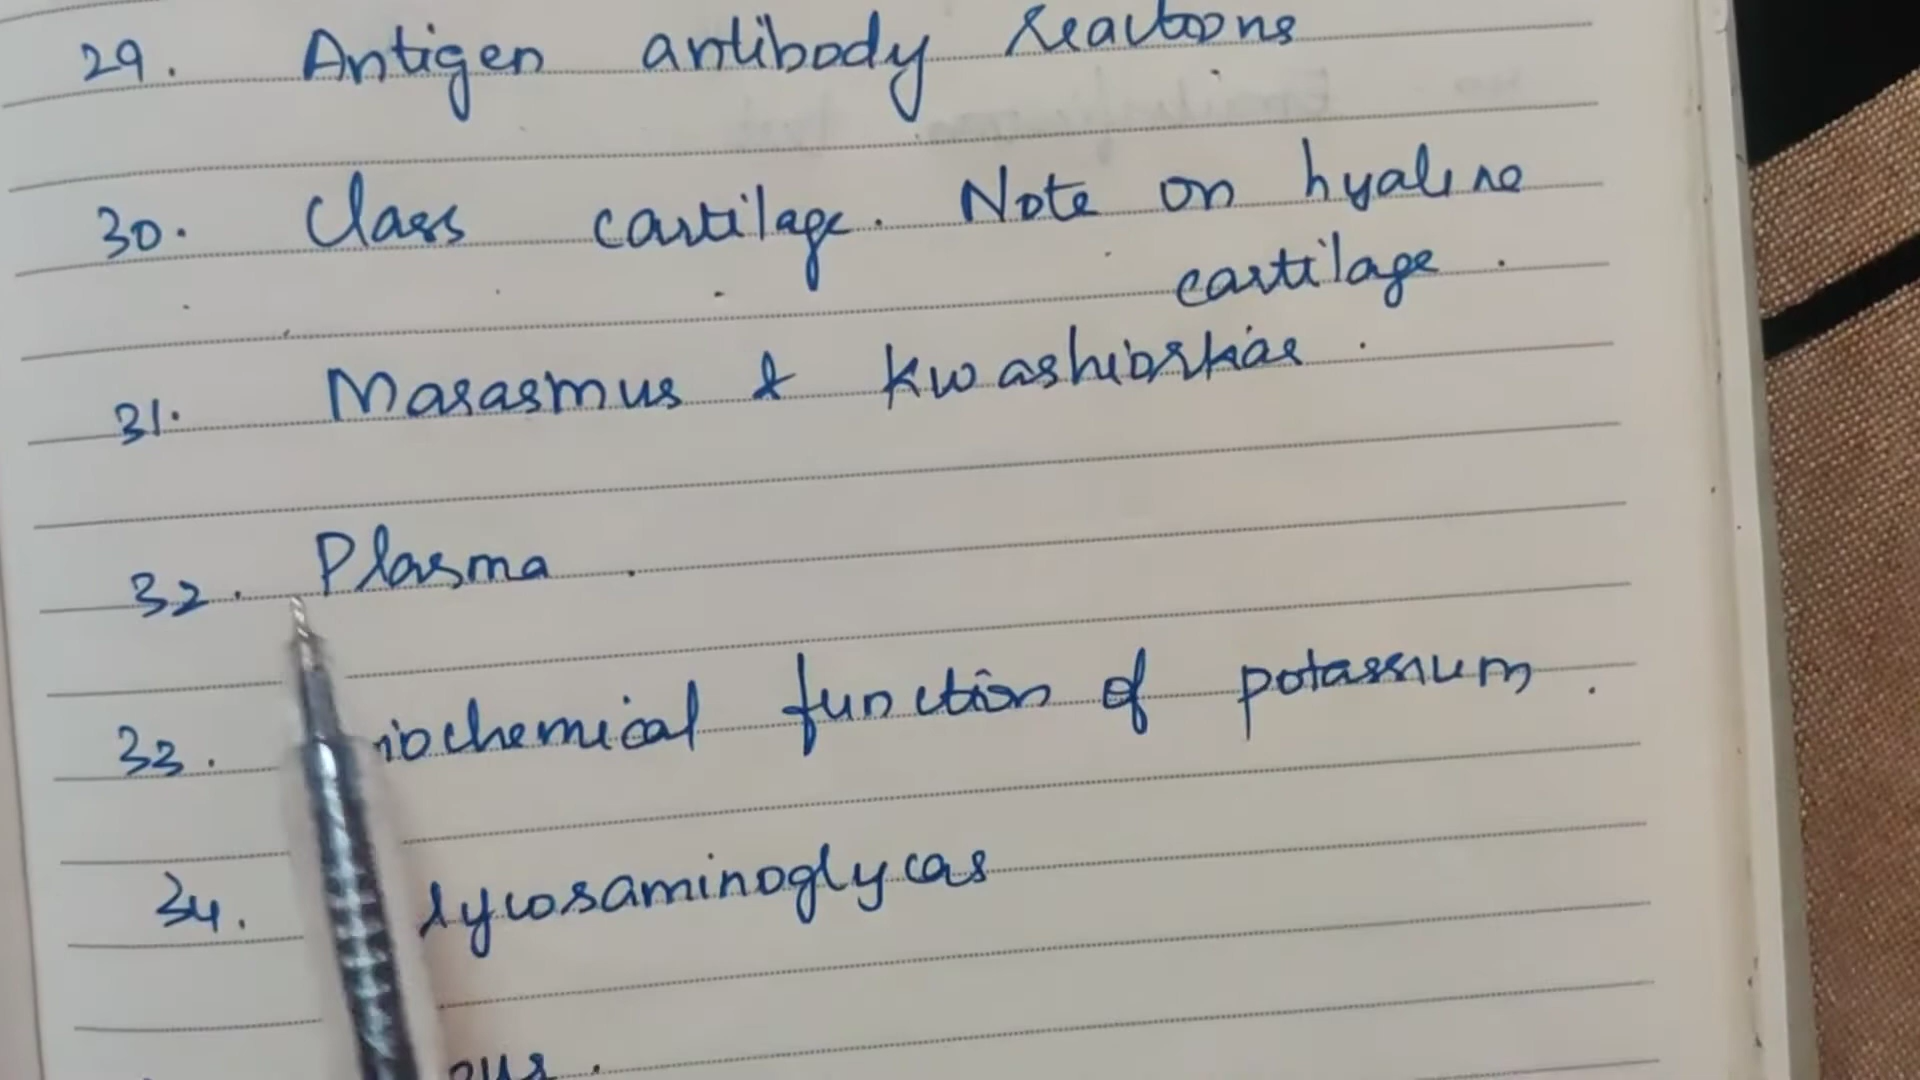 29. Antigen antibody reactions
30. Class cartilage. Note on hyaline
cartilage.
31. Marasmus & Kwashiorkar.
32. Plasma.
33. iochemical function of potassium.
34. lycosaminoglycas